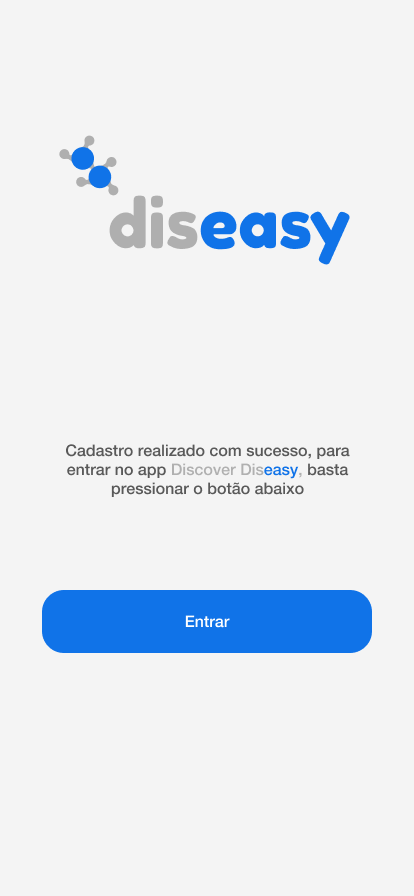 diseasy
Cadastro realizado com sucesso, para
entrar no app Discover Diseasy, basta
pressionar o botão abaixo
Entrar